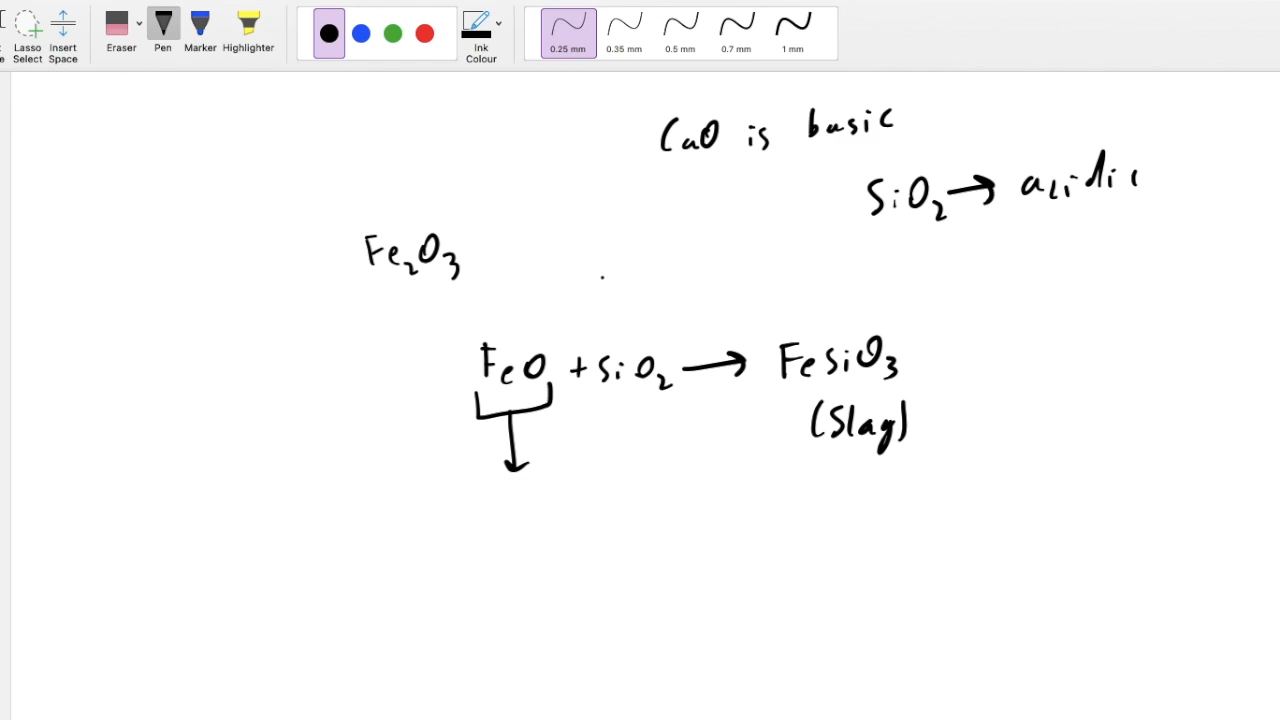 Eraser Pen Marker Highlighter
Lasso Select
Insert Space
Ink Colour
0.25 mm 0.35 mm 0.5 mm 0.7 mm 1 mm
CaO is basic
SiO₂ → acidic
Fe₂O₃
FeO + SiO₂ → FeSiO₃
(Slag)